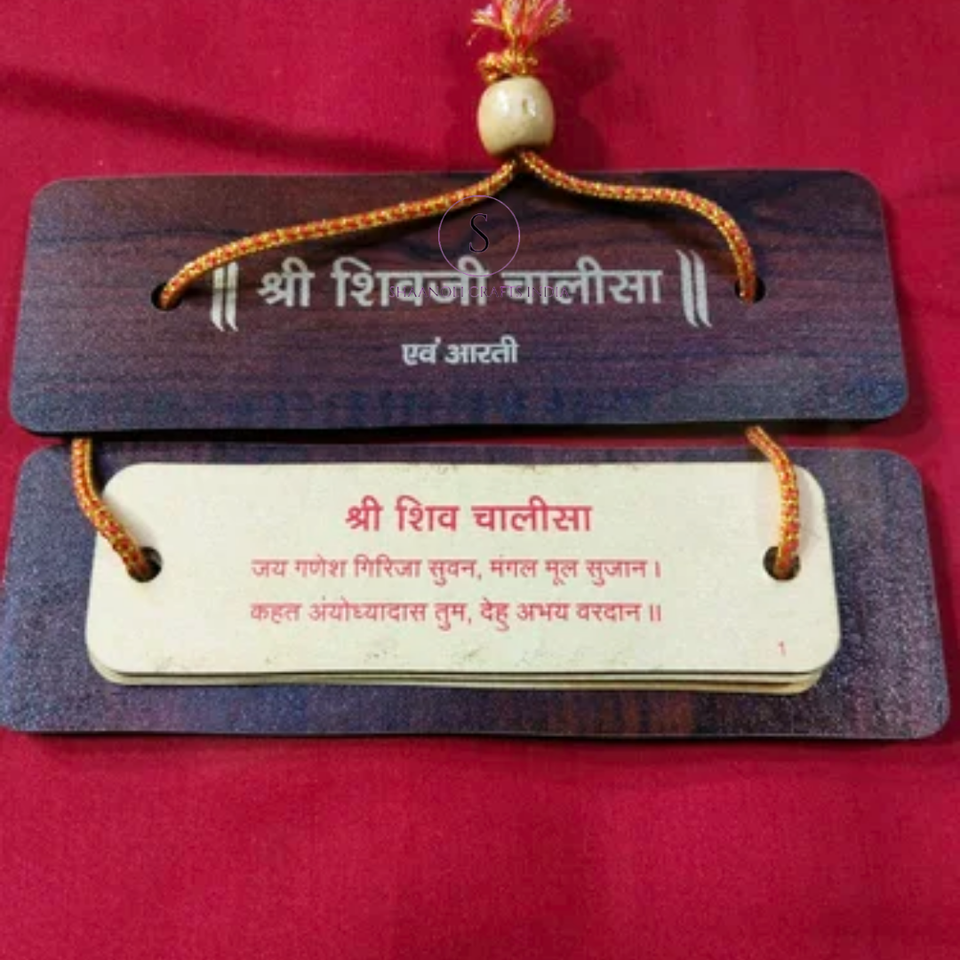 S
॥ श्री शिवजी चालीसा ॥
एवं आरती
श्री शिव चालीसा
जय गणेश गिरिजा सुवन, मंगल मूल सुजान ।
कहत अयोध्यादास तुम, देहु अभय वरदान ॥
1